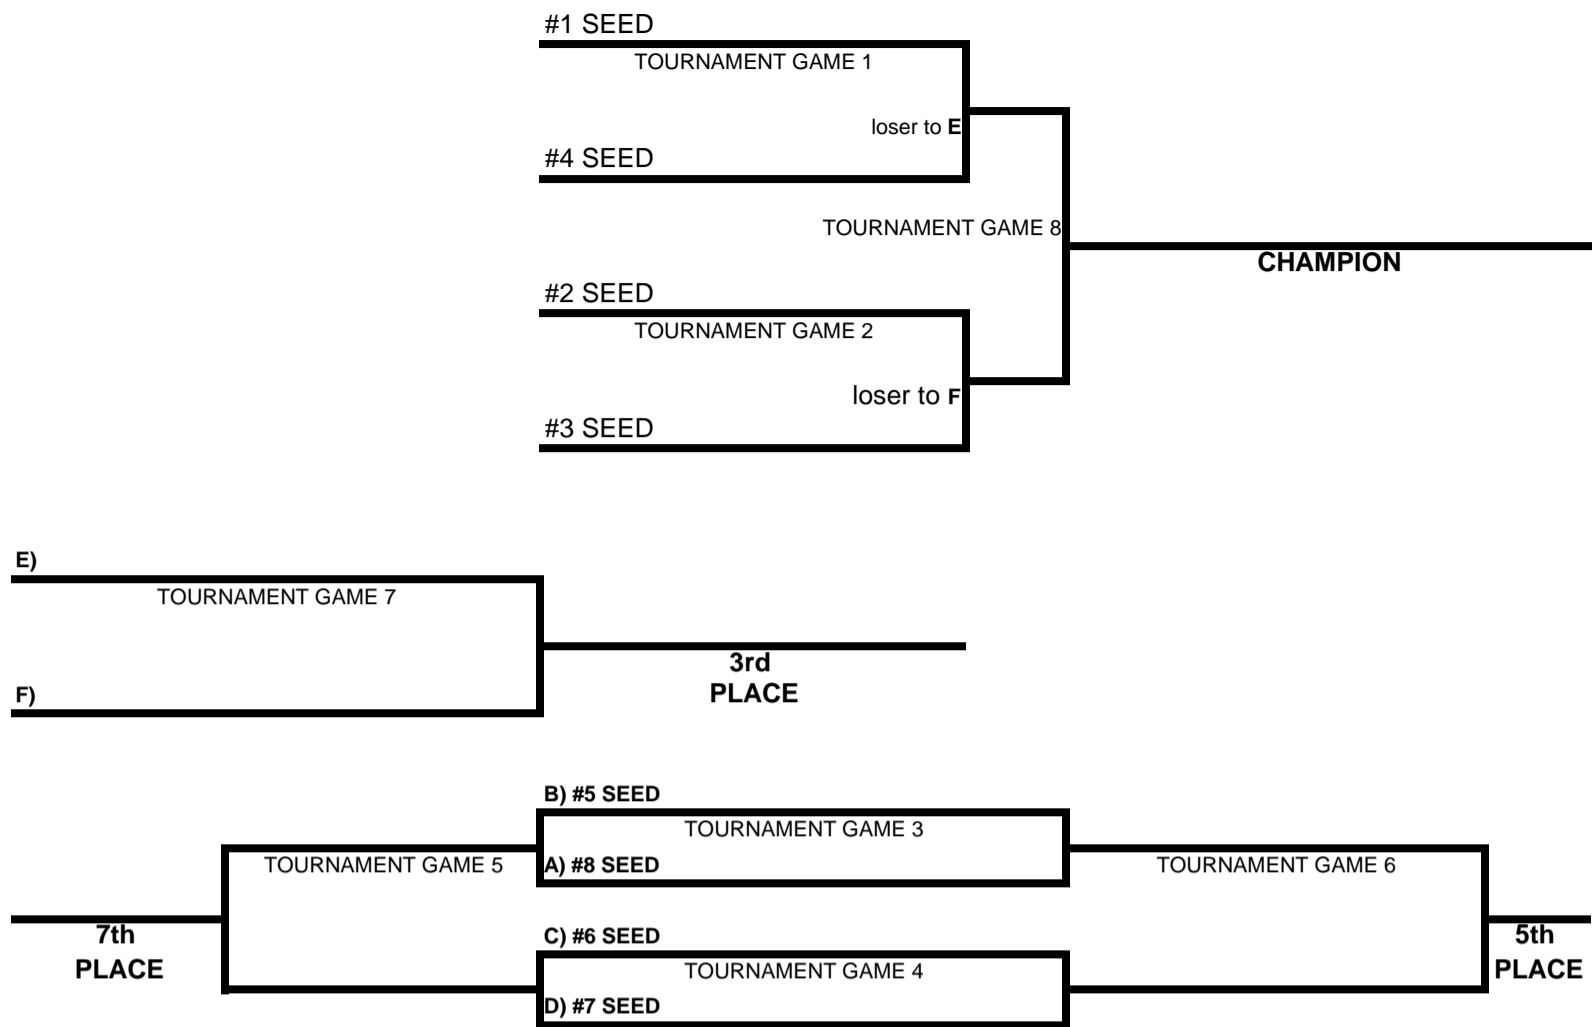 #1 SEED
TOURNAMENT GAME 1
loser to E
#4 SEED
TOURNAMENT GAME 8
CHAMPION
#2 SEED
TOURNAMENT GAME 2
loser to F
#3 SEED
E)
TOURNAMENT GAME 7
3rd
PLACE
F)
B) #5 SEED
TOURNAMENT GAME 3
TOURNAMENT GAME 5
A) #8 SEED
TOURNAMENT GAME 6
7th
PLACE
C) #6 SEED
5th
PLACE
TOURNAMENT GAME 4
D) #7 SEED